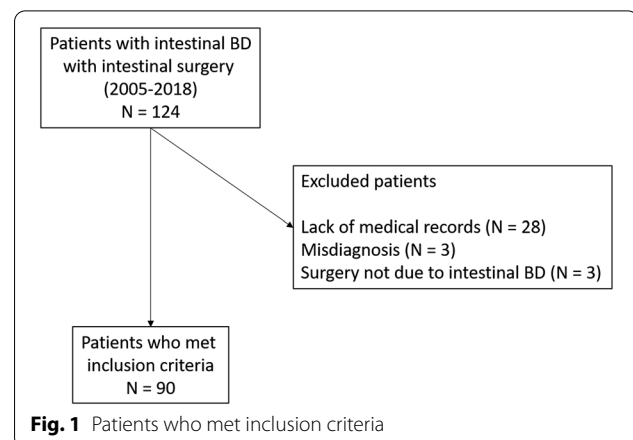 Patients with intestinal BD
with intestinal surgery
(2005-2018)
N = 124
Excluded patients
Lack of medical records (N = 28)
Misdiagnosis (N = 3)
Surgery not due to intestinal BD (N = 3)
Patients who met
inclusion criteria
N = 90
Fig. 1 Patients who met inclusion criteria